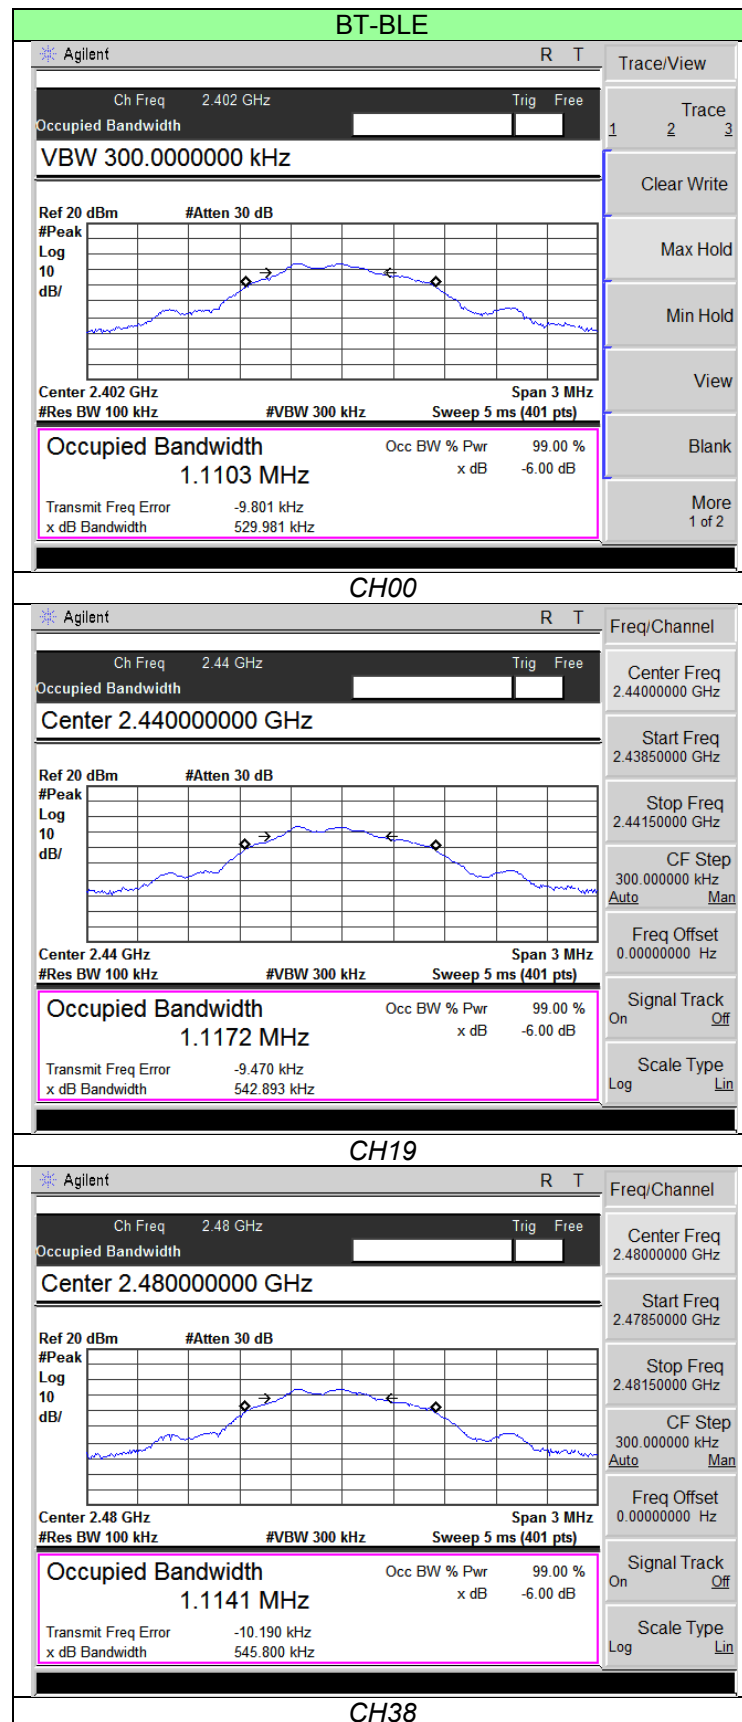 BT-BLE
Agilent R T
Trace/View
Ch Freq 2.402 GHz Trig Free
Occupied Bandwidth
VBW 300.0000000 kHz
Ref 20 dBm #Atten 30 dB
#Peak
Log
10
dB/
Center 2.402 GHz Span 3 MHz
#Res BW 100 kHz #VBW 300 kHz Sweep 5 ms (401 pts)
Occupied Bandwidth Occ BW % Pwr 99.00 %
1.1103 MHz x dB -6.00 dB
Transmit Freq Error -9.801 kHz
x dB Bandwidth 529.981 kHz
Trace
1 2 3
Clear Write
Max Hold
Min Hold
View
Blank
More
1 of 2
CH00
Agilent R T
Freq/Channel
Ch Freq 2.44 GHz Trig Free
Occupied Bandwidth
Center 2.440000000 GHz
Ref 20 dBm #Atten 30 dB
#Peak
Log
10
dB/
Center 2.44 GHz Span 3 MHz
#Res BW 100 kHz #VBW 300 kHz Sweep 5 ms (401 pts)
Occupied Bandwidth Occ BW % Pwr 99.00 %
1.1172 MHz x dB -6.00 dB
Transmit Freq Error -9.470 kHz
x dB Bandwidth 542.893 kHz
Center Freq
2.44000000 GHz
Start Freq
2.43850000 GHz
Stop Freq
2.44150000 GHz
CF Step
300.000000 kHz
Auto Man
Freq Offset
0.00000000 Hz
Signal Track
On Off
Scale Type
Log Lin
CH19
Agilent R T
Freq/Channel
Ch Freq 2.48 GHz Trig Free
Occupied Bandwidth
Center 2.480000000 GHz
Ref 20 dBm #Atten 30 dB
#Peak
Log
10
dB/
Center 2.48 GHz Span 3 MHz
#Res BW 100 kHz #VBW 300 kHz Sweep 5 ms (401 pts)
Occupied Bandwidth Occ BW % Pwr 99.00 %
1.1141 MHz x dB -6.00 dB
Transmit Freq Error -10.190 kHz
x dB Bandwidth 545.800 kHz
Center Freq
2.48000000 GHz
Start Freq
2.47850000 GHz
Stop Freq
2.48150000 GHz
CF Step
300.000000 kHz
Auto Man
Freq Offset
0.00000000 Hz
Signal Track
On Off
Scale Type
Log Lin
CH38